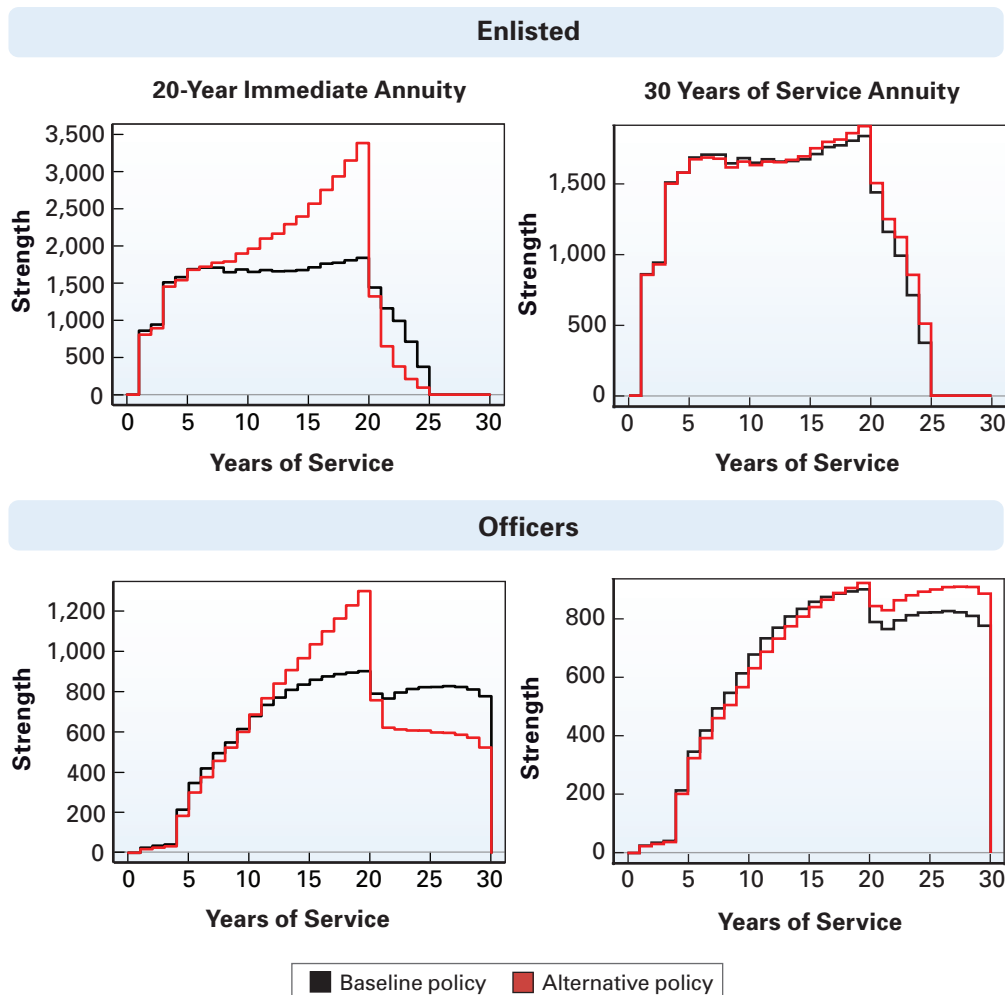 Enlisted
20-Year Immediate Annuity
3,500
3,000
2,500
2,000
1,500
1,000
500
0
Strength
0 5 10 15 20 25 30
Years of Service
30 Years of Service Annuity
1,500
1,000
500
0
Strength
0 5 10 15 20 25 30
Years of Service
Officers
1,200
1,000
800
600
400
200
0
Strength
0 5 10 15 20 25 30
Years of Service
800
600
400
200
0
Strength
0 5 10 15 20 25 30
Years of Service
Baseline policy Alternative policy